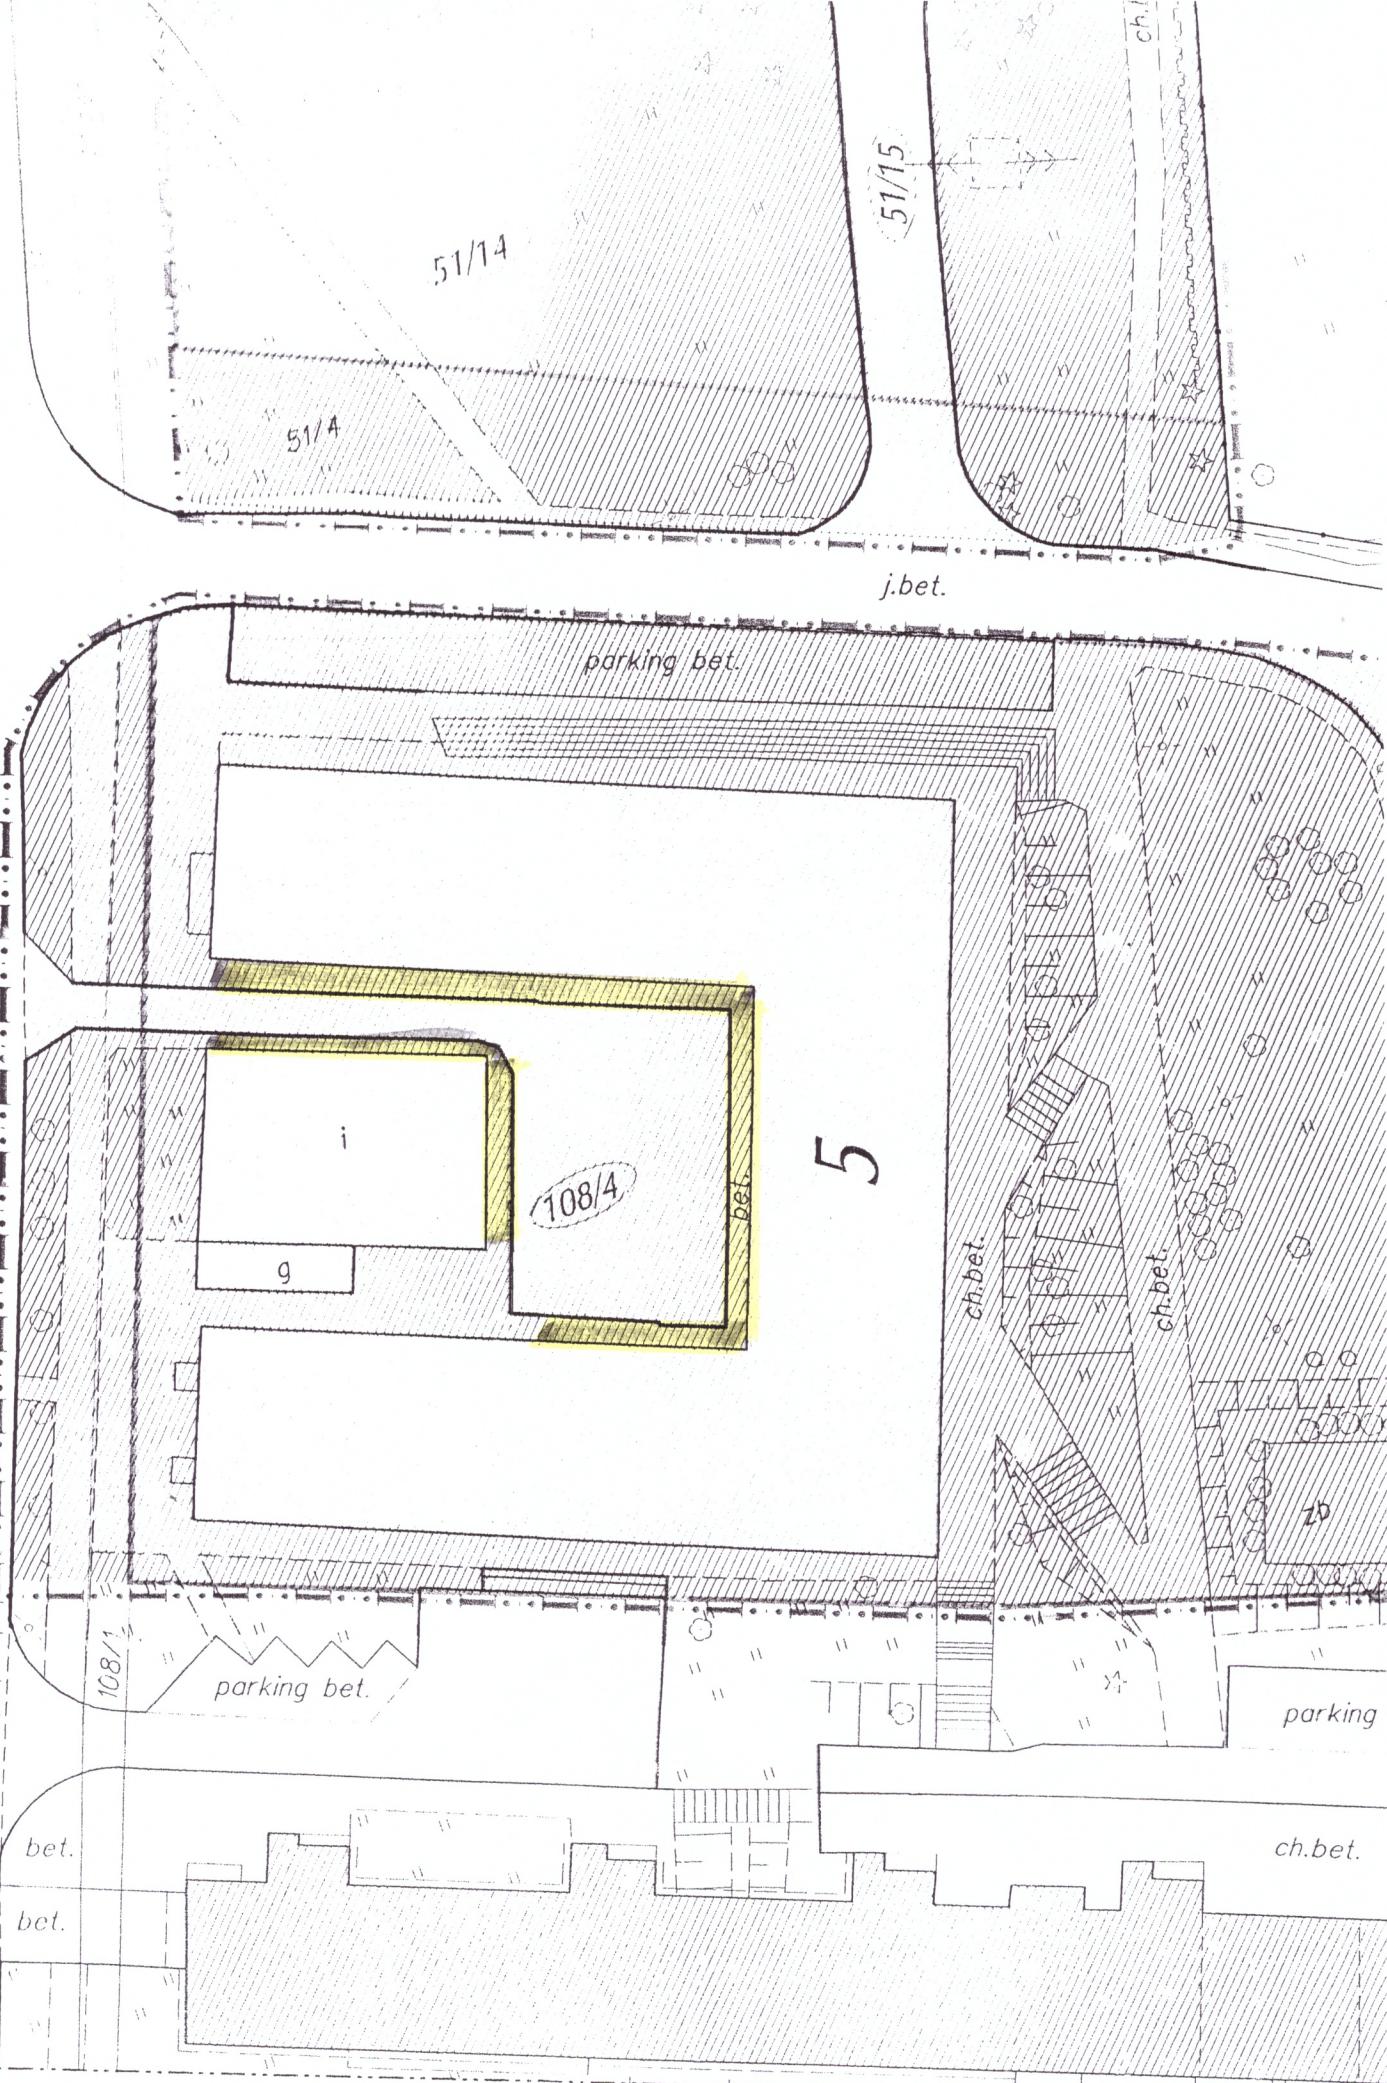 ch.
51/15
51/14
51/4
j.bet.
parking bet.
i
108/4
bet.
5
g
ch.bet.
ch.bet.
zp
108/1
parking bet.
parking
bet.
ch.bet.
bet.